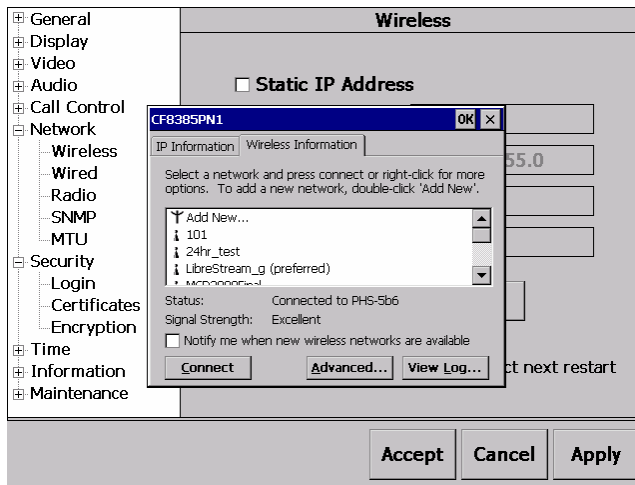 General
Display
Video
Audio
Call Control
Network
Wireless
Wired
Radio
SNMP
MTU
Security
Login
Certificates
Encryption
Time
Information
Maintenance
Wireless
Static IP Address
55.0
ct next restart
CF8385PN1
OK
IP Information
Wireless Information
Select a network and press connect or right-click for more
options. To add a new network, double-click 'Add New'.
Add New...
101
24hr_test
LibreStream_g (preferred)
Status: Connected to PHS-5b6
Signal Strength: Excellent
Notify me when new wireless networks are available
Connect
Advanced...
View Log...
Accept
Cancel
Apply